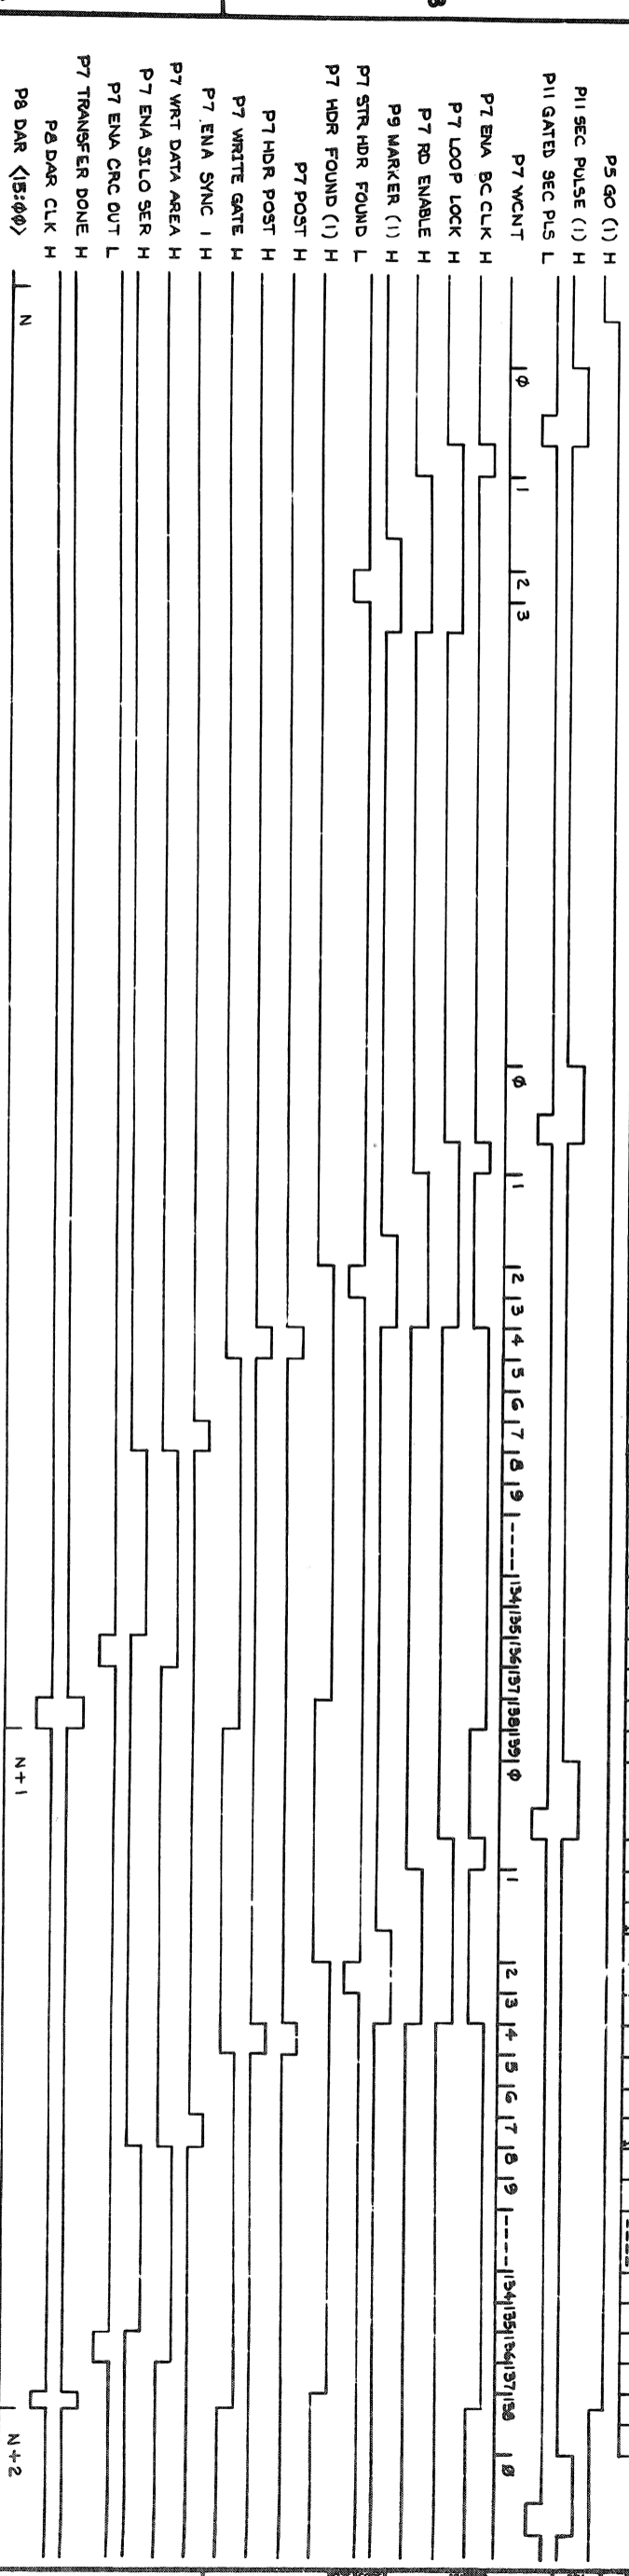 B
P5 GO (1) H
P11 SEC PULSE (1) H
P11 GATED SEC PLS L
P7 WCNT
P7 ENA BC CLK H
P7 LOOP LOCK H
P7 RD ENABLE H
P9 MARKER (1) H
P7 STR HDR FOUND L
P7 HDR FOUND (1) H
P7 POST H
P7 HDR POST H
P7 WRITE GATE H
P7 ENA SYNC 1 H
P7 WRT DATA AREA H
P7 ENA SILO SER H
P7 ENA CRC OUT L
P7 TRANSFER DONE H
P8 DAR CLK H
P8 DAR <15:00>
0 1 2 3 0 1 2 3 4 5 6 7 8 9 ---- 134 135 136 137 138 139 0 1 2 3 4 5 6 7 8 9 ---- 134 135 136 137 138 0
N N+1 N+2